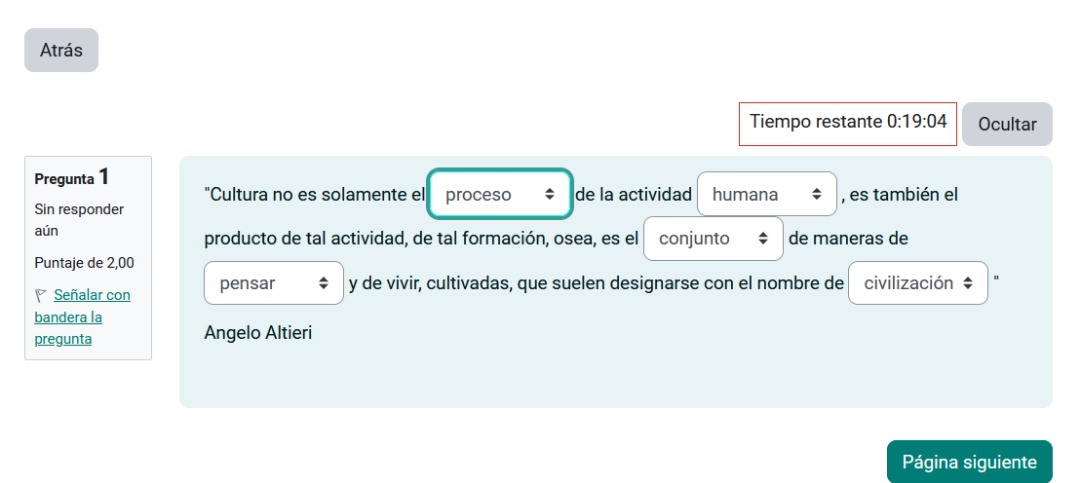 Atrás
Tiempo restante 0:19:04
Ocultar
Pregunta 1
Sin responder
aún
Puntaje de 2,00
Señalar con
bandera la
pregunta
"Cultura no es solamente el proceso de la actividad humana , es también el
producto de tal actividad, de tal formación, osea, es el conjunto de maneras de
pensar y de vivir, cultivadas, que suelen designarse con el nombre de civilización "
Angelo Altieri
Página siguiente